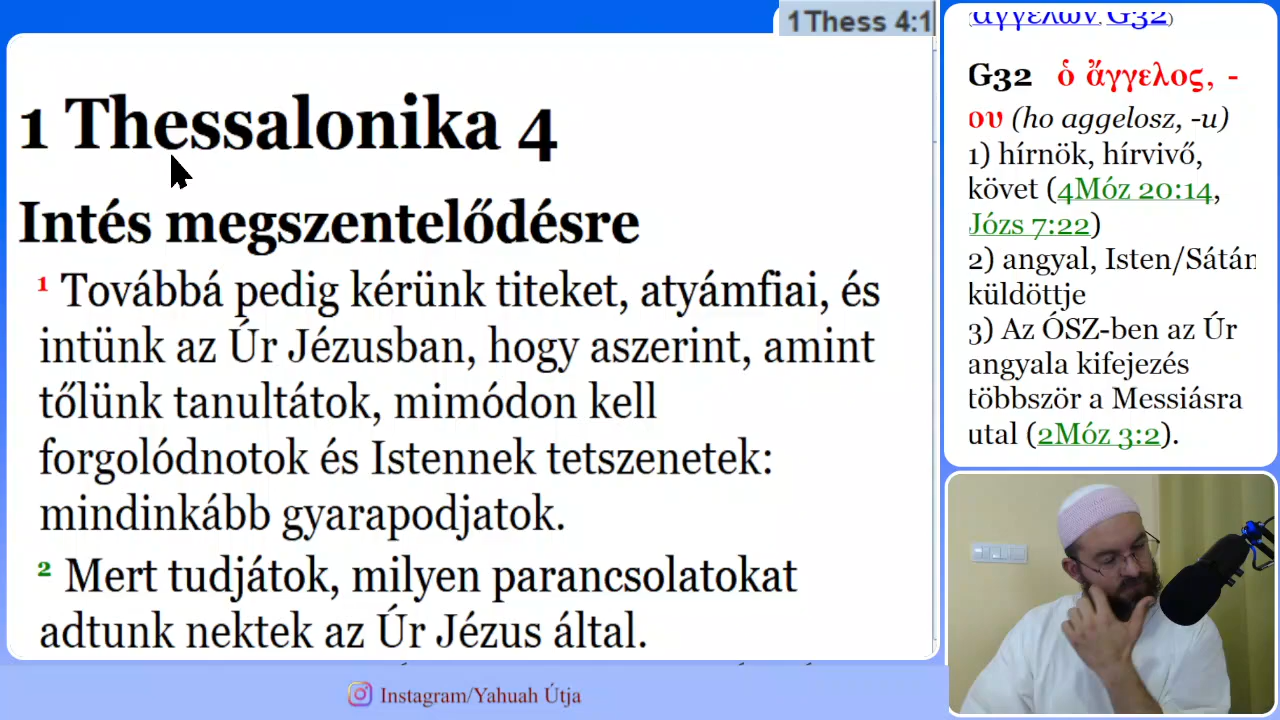 1 Thess 4:1
1 Thessalonika 4
Intés megszentelődésre
1 Továbbá pedig kérünk titeket, atyámfiai, és
intünk az Úr Jézusban, hogy aszerint, amint
tőlünk tanultátok, mimódon kell
forgolódnotok és Istennek tetszenetek:
mindinkább gyarapodjatok.
2 Mert tudjátok, milyen parancsolatokat
adtunk nektek az Úr Jézus által.
(ἀγγέλων, G32)
G32 ὁ ἄγγελος, -
ου (ho aggelosz, -u)
1) hírnök, hírvivő,
követ (4Móz 20:14,
Józs 7:22)
2) angyal, Isten/Sátán
küldöttje
3) Az ÓSZ-ben az Úr
angyala kifejezés
többször a Messiásra
utal (2Móz 3:2).
Instagram/Yahuah Útja